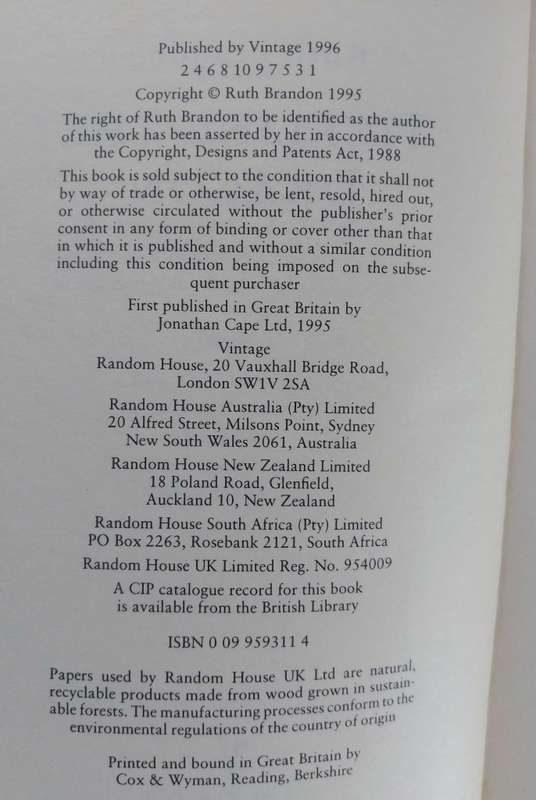 Published by Vintage 1996
2 4 6 8 10 9 7 5 3 1
Copyright © Ruth Brandon 1995
The right of Ruth Brandon to be identified as the author
of this work has been asserted by her in accordance with
the Copyright, Designs and Patents Act, 1988
This book is sold subject to the condition that it shall not
by way of trade or otherwise, be lent, resold, hired out,
or otherwise circulated without the publisher's prior
consent in any form of binding or cover other than that
in which it is published and without a similar condition
including this condition being imposed on the subse-
quent purchaser
First published in Great Britain by
Jonathan Cape Ltd, 1995
Vintage
Random House, 20 Vauxhall Bridge Road,
London SW1V 2SA
Random House Australia (Pty) Limited
20 Alfred Street, Milsons Point, Sydney
New South Wales 2061, Australia
Random House New Zealand Limited
18 Poland Road, Glenfield,
Auckland 10, New Zealand
Random House South Africa (Pty) Limited
PO Box 2263, Rosebank 2121, South Africa
Random House UK Limited Reg. No. 954009
A CIP catalogue record for this book
is available from the British Library
ISBN 0 09 959311 4
Papers used by Random House UK Ltd are natural,
recyclable products made from wood grown in sustain-
able forests. The manufacturing processes conform to the
environmental regulations of the country of origin
Printed and bound in Great Britain by
Cox & Wyman, Reading, Berkshire